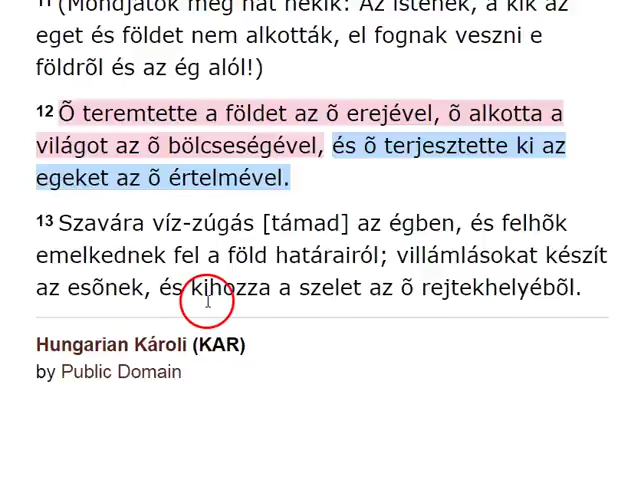 11 (Mondjátok meg hát nékik: Az istenek, a kik az
eget és földet nem alkották, el fognak veszni e
földrõl és az ég alól!)
12 Õ teremtette a földet az õ erejével, õ alkotta a
világot az õ bölcseségével, és õ terjesztette ki az
egeket az õ értelmével.
13 Szavára víz-zúgás [támad] az égben, és felhõk
emelkednek fel a föld határairól; villámlásokat készít
az esõnek, és kihozza a szelet az õ rejtekhelyébõl.
Hungarian Károli (KAR)
by Public Domain